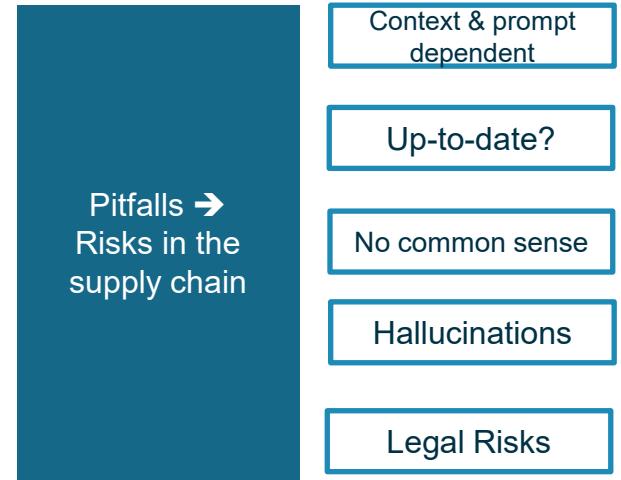 Context & prompt
dependent
Up-to-date?
Pitfalls ➔
Risks in the
supply chain
No common sense
Hallucinations
Legal Risks